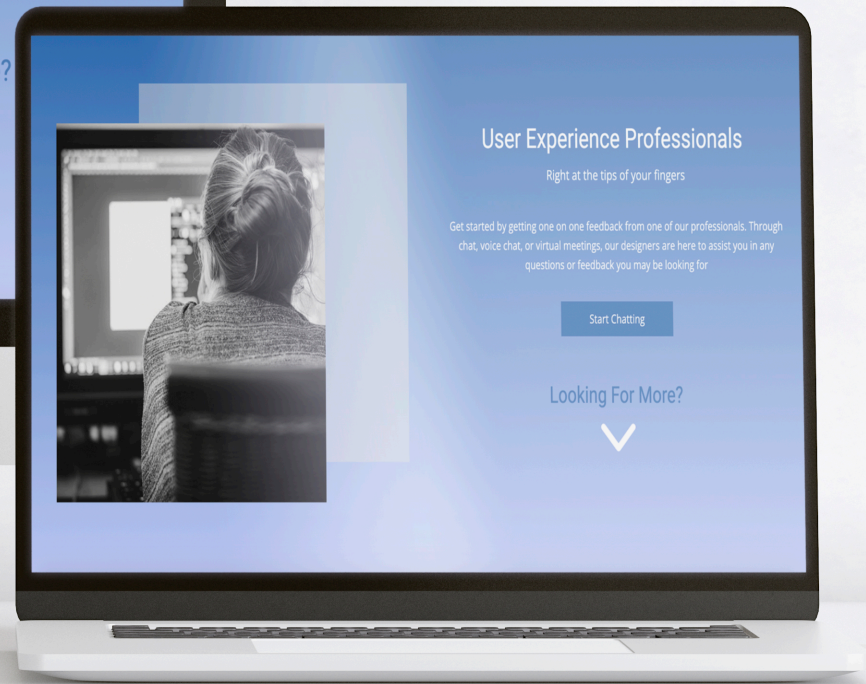 ?
User Experience Professionals
Right at the tips of your fingers
Get started by getting one on one feedback from one of our professionals. Through
chat, voice chat, or virtual meetings, our designers are here to assist you in any
questions or feedback you may be looking for
Start Chatting
Looking For More?